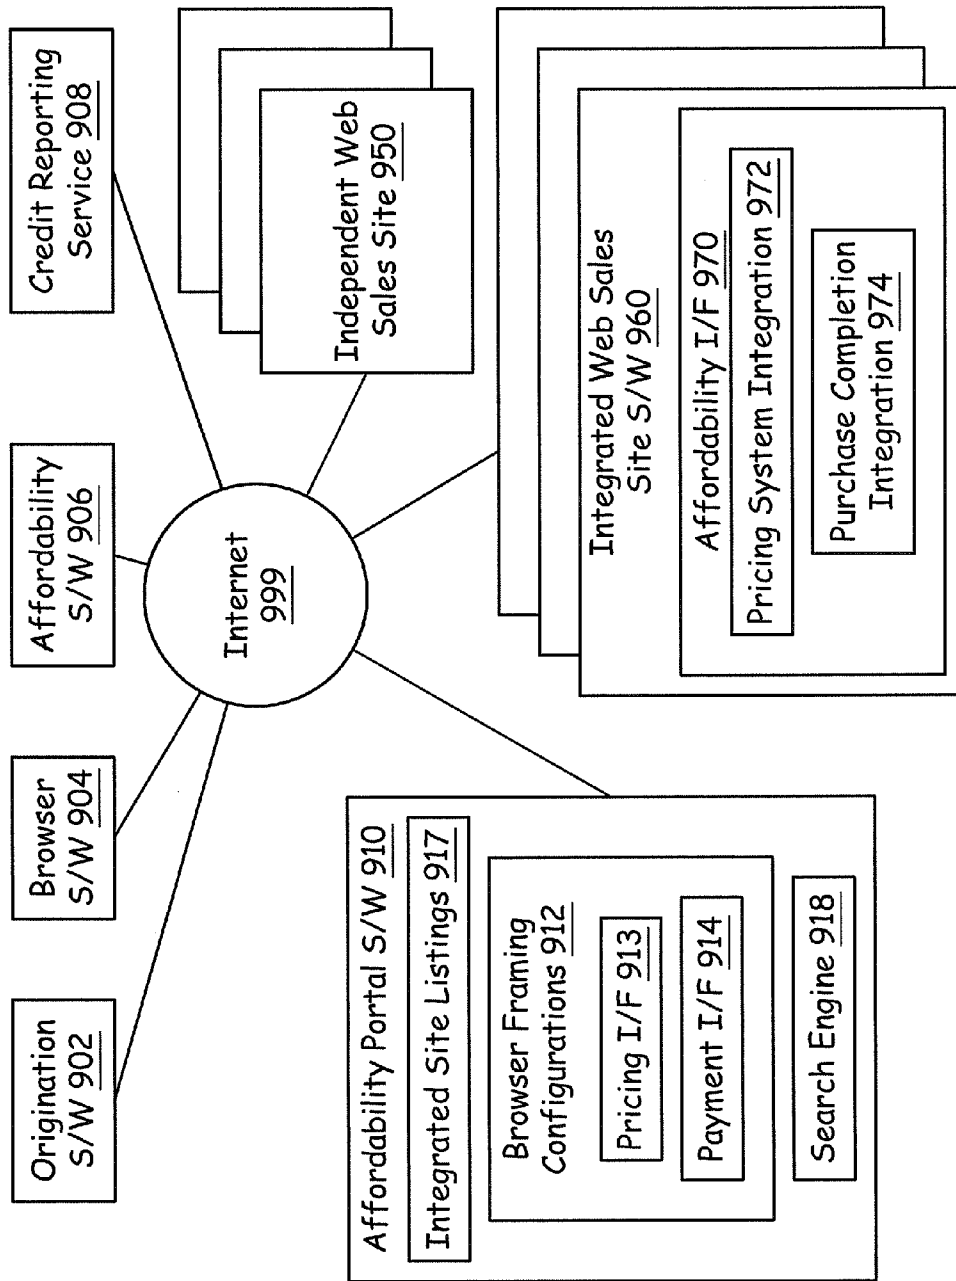 Origination
S/W 902
Browser
S/W 904
Affordability
S/W 906
Credit Reporting
Service 908
Internet
999
Independent Web
Sales Site 950
Affordability Portal S/W 910
Integrated Site Listings 917
Browser Framing
Configurations 912
Pricing I/F 913
Payment I/F 914
Search Engine 918
Integrated Web Sales
Site S/W 960
Affordability I/F 970
Pricing System Integration 972
Purchase Completion
Integration 974